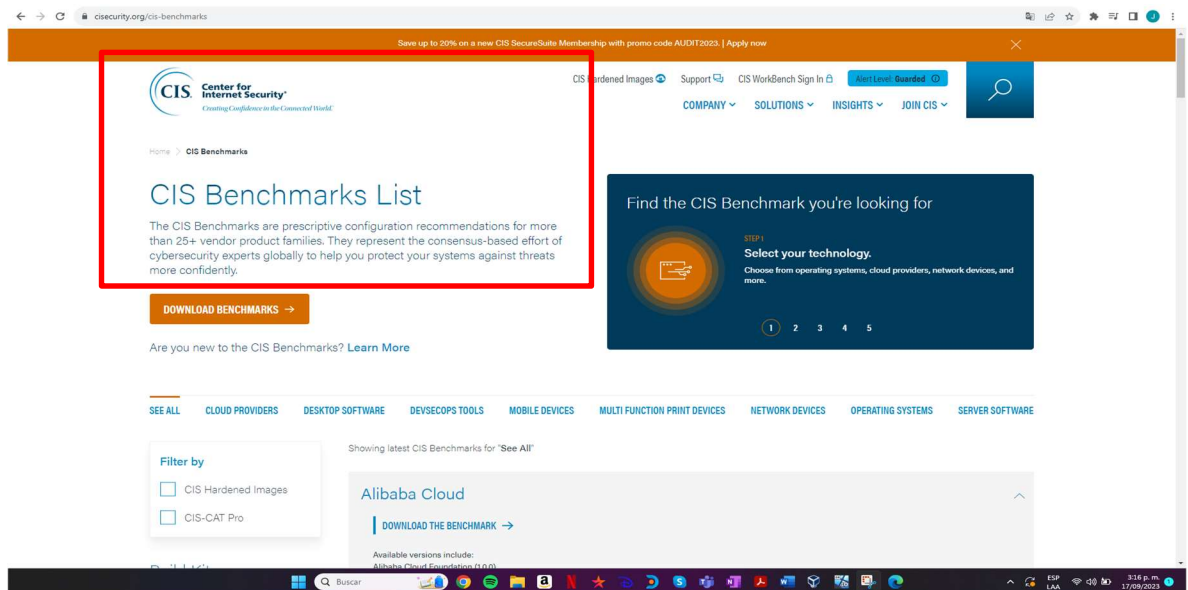 cisecurity.org/cis-benchmarks
Save up to 20% on a new CIS SecureSuite Membership with promo code AUDIT2023. | Apply now
CIS Hardened Images Support CIS WorkBench Sign In Alert Level: Guarded
CIS. Center for
Internet Security®
Creating Confidence in the Connected World.®
COMPANY SOLUTIONS INSIGHTS JOIN CIS
Home > CIS Benchmarks
CIS Benchmarks List
The CIS Benchmarks are prescriptive configuration recommendations for more
than 25+ vendor product families. They represent the consensus-based effort of
cybersecurity experts globally to help you protect your systems against threats
more confidently.
DOWNLOAD BENCHMARKS →
Are you new to the CIS Benchmarks? Learn More
Find the CIS Benchmark you're looking for
STEP 1
Select your technology.
Choose from operating systems, cloud providers, network devices, and
more.
1 2 3 4 5
SEE ALL CLOUD PROVIDERS DESKTOP SOFTWARE DEVSECOPS TOOLS MOBILE DEVICES MULTI FUNCTION PRINT DEVICES NETWORK DEVICES OPERATING SYSTEMS SERVER SOFTWARE
Filter by
CIS Hardened Images
CIS-CAT Pro
Showing latest CIS Benchmarks for "See All"
Alibaba Cloud
DOWNLOAD THE BENCHMARK →
Available versions include:
Alibaba Cloud Foundation (1.0.0)
Buscar
ESP
LAA
3:16 p. m.
17/09/2023